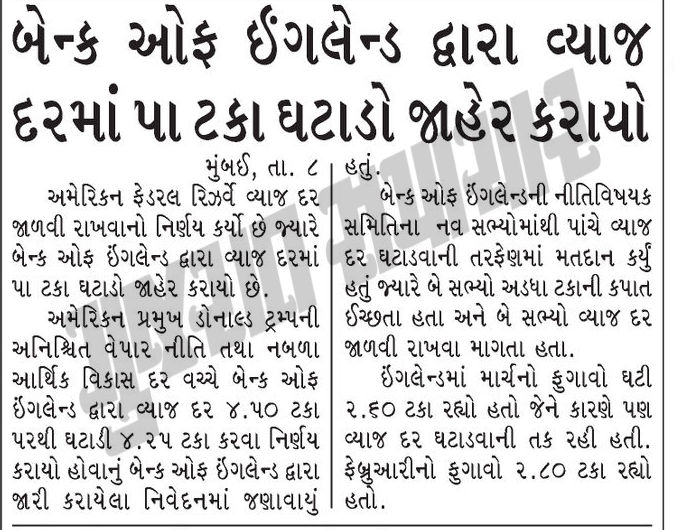 બેન્ક ઓફ ઈંગલેન્ડ દ્વારા વ્યાજ
દરમાં પા ટકા ઘટાડો જાહેર કરાયો
મુંબઈ, તા. ૮
અમેરિકન ફેડરલ રિઝર્વે વ્યાજ દર
જાળવી રાખવાનો નિર્ણય કર્યો છે જ્યારે
બેન્ક ઓફ ઇંગલેન્ડ દ્વારા વ્યાજ દરમાં
પા ટકા ઘટાડો જાહેર કરાયો છે.
અમેરિકન પ્રમુખ ડોનાલ્ડ ટ્રમ્પની
અનિશ્ચિત વેપાર નીતિ તથા નબળા
આર્થિક વિકાસ દર વચ્ચે બેન્ક ઓફ
ઇંગલેન્ડ દ્વારા વ્યાજ દર ૪.૫૦ ટકા
પરથી ઘટાડી ૪.૨૫ ટકા કરવા નિર્ણય
કરાયો હોવાનું બેન્ક ઓફ ઇંગલેન્ડ દ્વારા
જારી કરાયેલા નિવેદનમાં જણાવાયું
હતું.
બેન્ક ઓફ ઇંગલેન્ડની નીતિવિષયક
સમિતિના નવ સભ્યોમાંથી પાંચે વ્યાજ
દર ઘટાડવાની તરફેણમાં મતદાન કર્યું
હતું જ્યારે બે સભ્યો અડધા ટકાની કપાત
ઈચ્છતા હતા અને બે સભ્યો વ્યાજ દર
જાળવી રાખવા માગતા હતા.
ઇંગલેન્ડમાં માર્ચનો ફુગાવો ઘટી
૨.૬૦ ટકા રહ્યો હતો જેને કારણે પણ
વ્યાજ દર ઘટાડવાની તક રહી હતી.
ફેબ્રુઆરીનો ફુગાવો ૨.૮૦ ટકા રહ્યો
હતો.
ગુજરાત સમાચાર